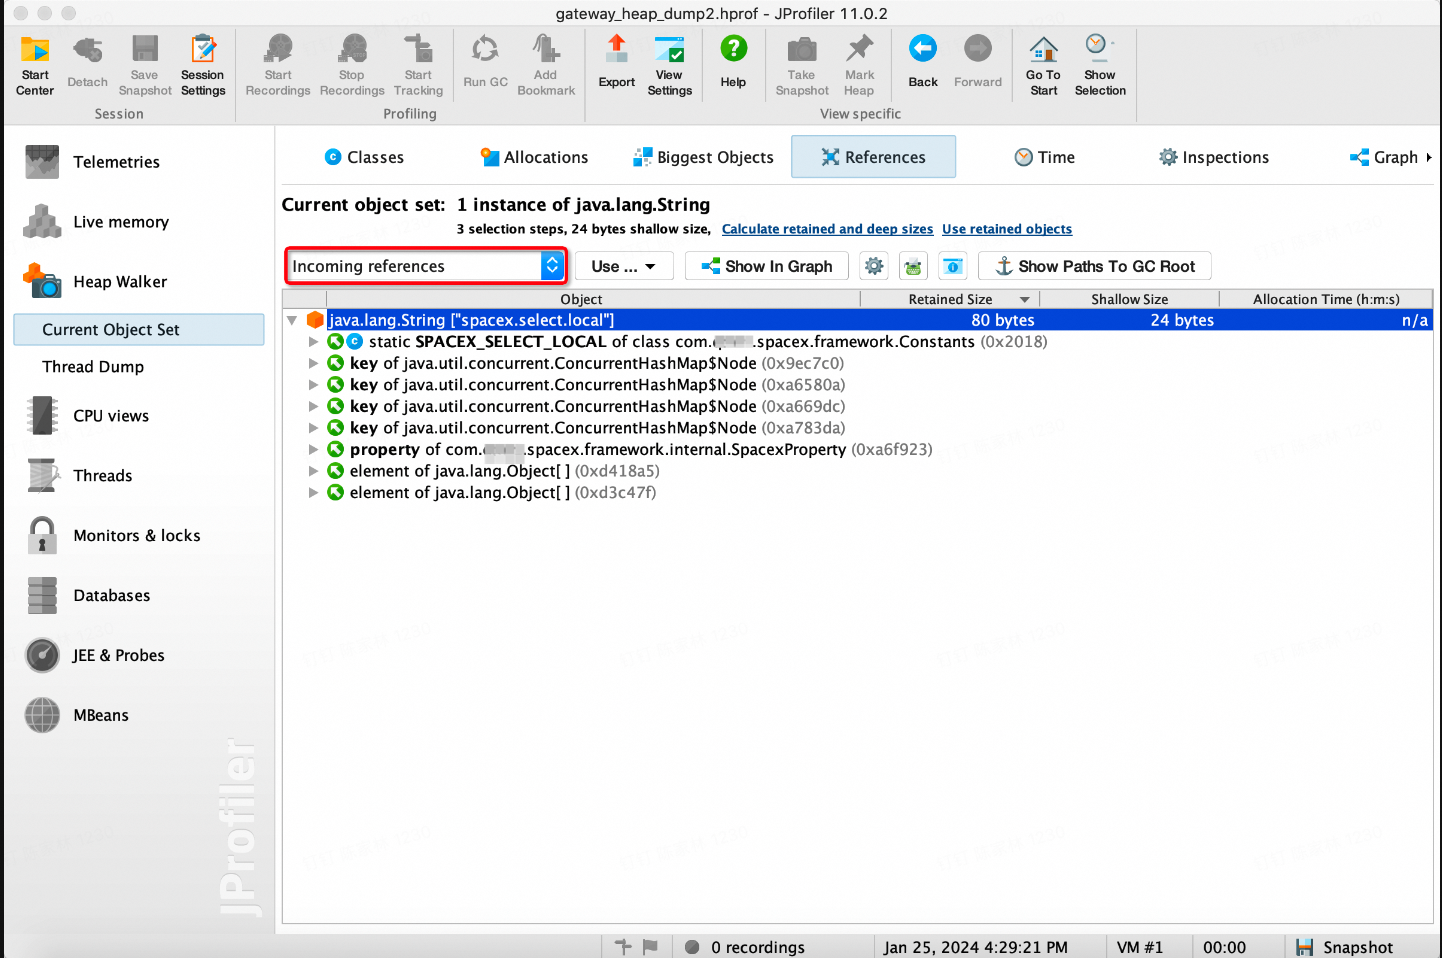 gateway_heap_dump2.hprof - JProfiler 11.0.2
Start Center
Detach
Save Snapshot
Session Settings
Start Recordings
Stop Recordings
Start Tracking
Run GC
Add Bookmark
Export
View Settings
Help
Take Snapshot
Mark Heap
Back
Forward
Go To Start
Show Selection
Session
Profiling
View specific
Telemetries
Live memory
Heap Walker
Current Object Set
Thread Dump
CPU views
Threads
Monitors & locks
Databases
JEE & Probes
MBeans
JProfiler
Classes
Allocations
Biggest Objects
References
Time
Inspections
Graph
Current object set: 1 instance of java.lang.String
3 selection steps, 24 bytes shallow size, Calculate retained and deep sizes Use retained objects
Incoming references
Use ...
Show In Graph
Show Paths To GC Root
Object Retained Size Shallow Size Allocation Time (h:m:s)
java.lang.String ["spacex.select.local"] 80 bytes 24 bytes n/a
static SPACEX_SELECT_LOCAL of class com. .spacex.framework.Constants (0x2018)
key of java.util.concurrent.ConcurrentHashMap$Node (0x9ec7c0)
key of java.util.concurrent.ConcurrentHashMap$Node (0xa6580a)
key of java.util.concurrent.ConcurrentHashMap$Node (0xa669dc)
key of java.util.concurrent.ConcurrentHashMap$Node (0xa783da)
property of com. .spacex.framework.internal.SpacexProperty (0xa6f923)
element of java.lang.Object[ ] (0xd418a5)
element of java.lang.Object[ ] (0xd3c47f)
0 recordings
Jan 25, 2024 4:29:21 PM
VM #1
00:00
Snapshot